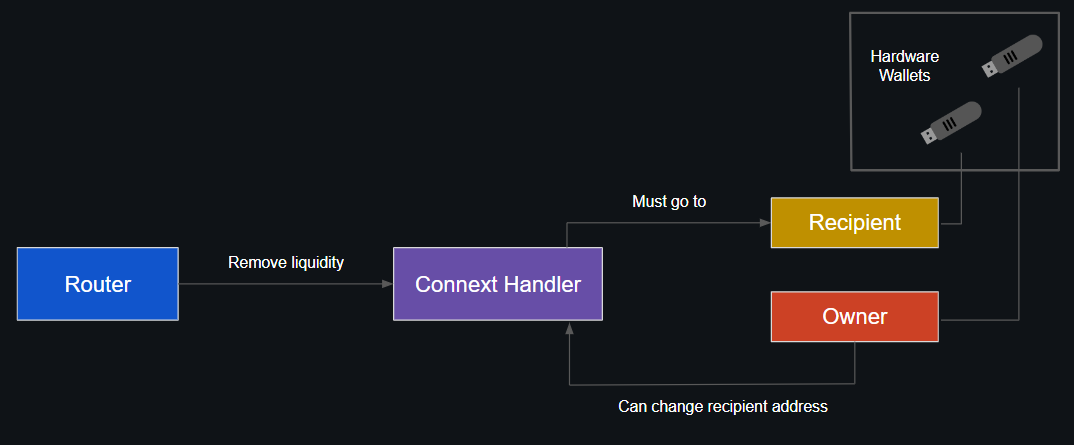 Hardware
Wallets
Must go to
Recipient
Router
Remove liquidity
Connext Handler
Owner
Can change recipient address